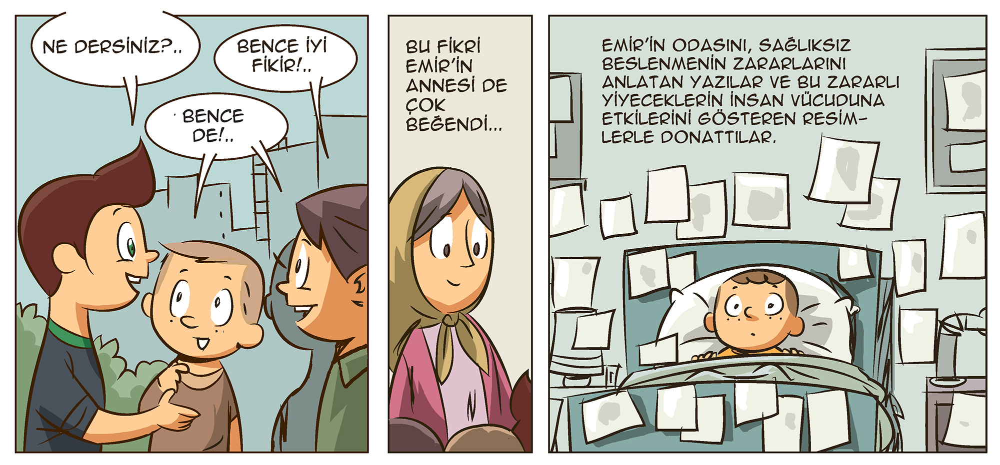 NE DERSİNİZ?..
BENCE İYİ
FİKİR!..
BENCE
DE!..
BU FİKRİ
EMİR'İN
ANNESİ DE
ÇOK
BEĞENDİ...
EMİR'İN ODASINI, SAĞLIKSIZ
BESLENMENİN ZARARLARINI
ANLATAN YAZILAR VE BU ZARARLI
YİYECEKLERİN İNSAN VÜCUDUNA
ETKİLERİNİ GÖSTEREN RESİM-
LERLE DONATTILAR.